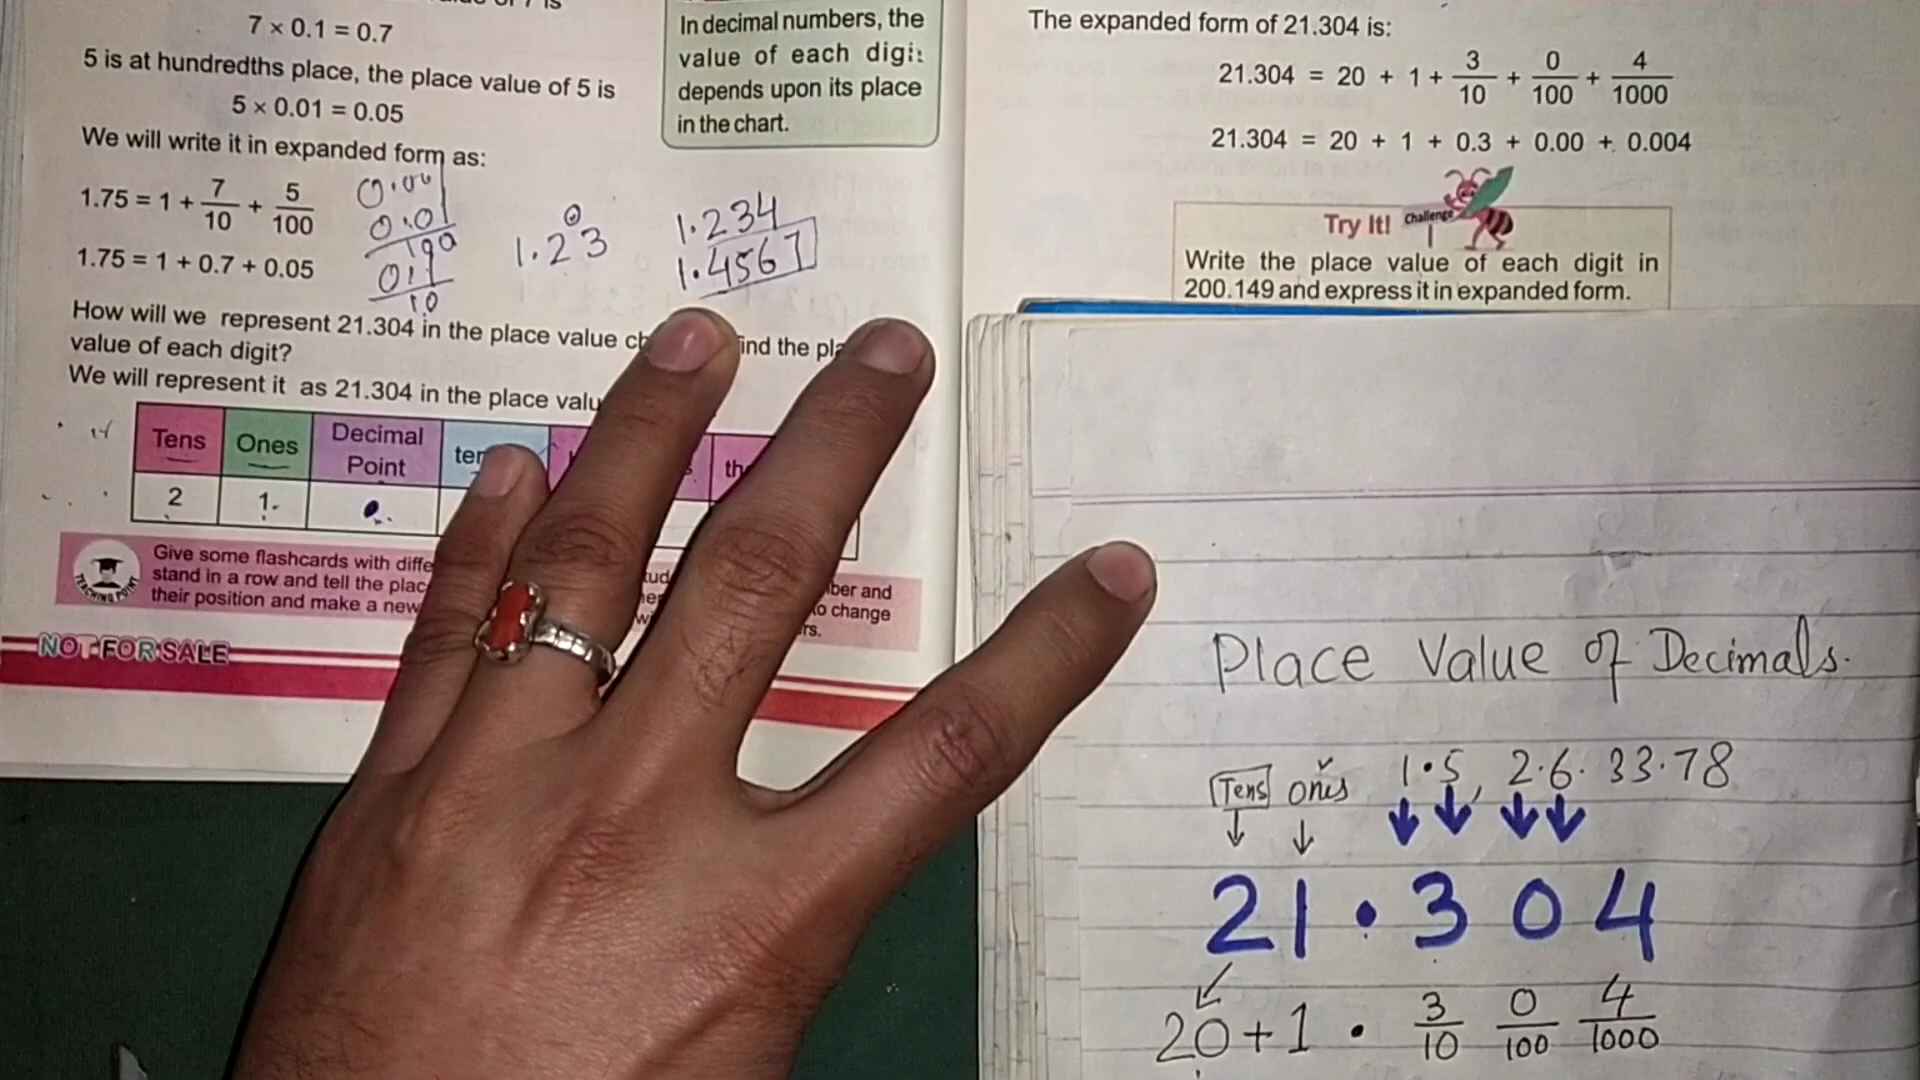 7 × 0.1 = 0.7
5 is at hundredths place, the place value of 5 is
5 × 0.01 = 0.05
We will write it in expanded form as:
1.75 = 1 + 7/10 + 5/100
1.75 = 1 + 0.7 + 0.05
In decimal numbers, the
value of each digit
depends upon its place
in the chart.
0.01
10
1.23
1.234
1.4567
How will we represent 21.304 in the place value ind the
value of each digit?
We will represent it as 21.304 in the place
Tens Ones Decimal Point
2 1 .
TEACHING POINT
Give some flashcards with
stand in a row and tell the and
their position and make a new to change
NOT FOR SALE
The expanded form of 21.304 is:
21.304 = 20 + 1 + 3/10 + 0/100 + 4/1000
21.304 = 20 + 1 + 0.3 + 0.00 + 0.004
Try It! Challenge
Write the place value of each digit in
200.149 and express it in expanded form.
Place Value of Decimals.
Tens ones 1.5, 2.6. 33.78
21.304
20+1 . 3/10 0/100 4/1000